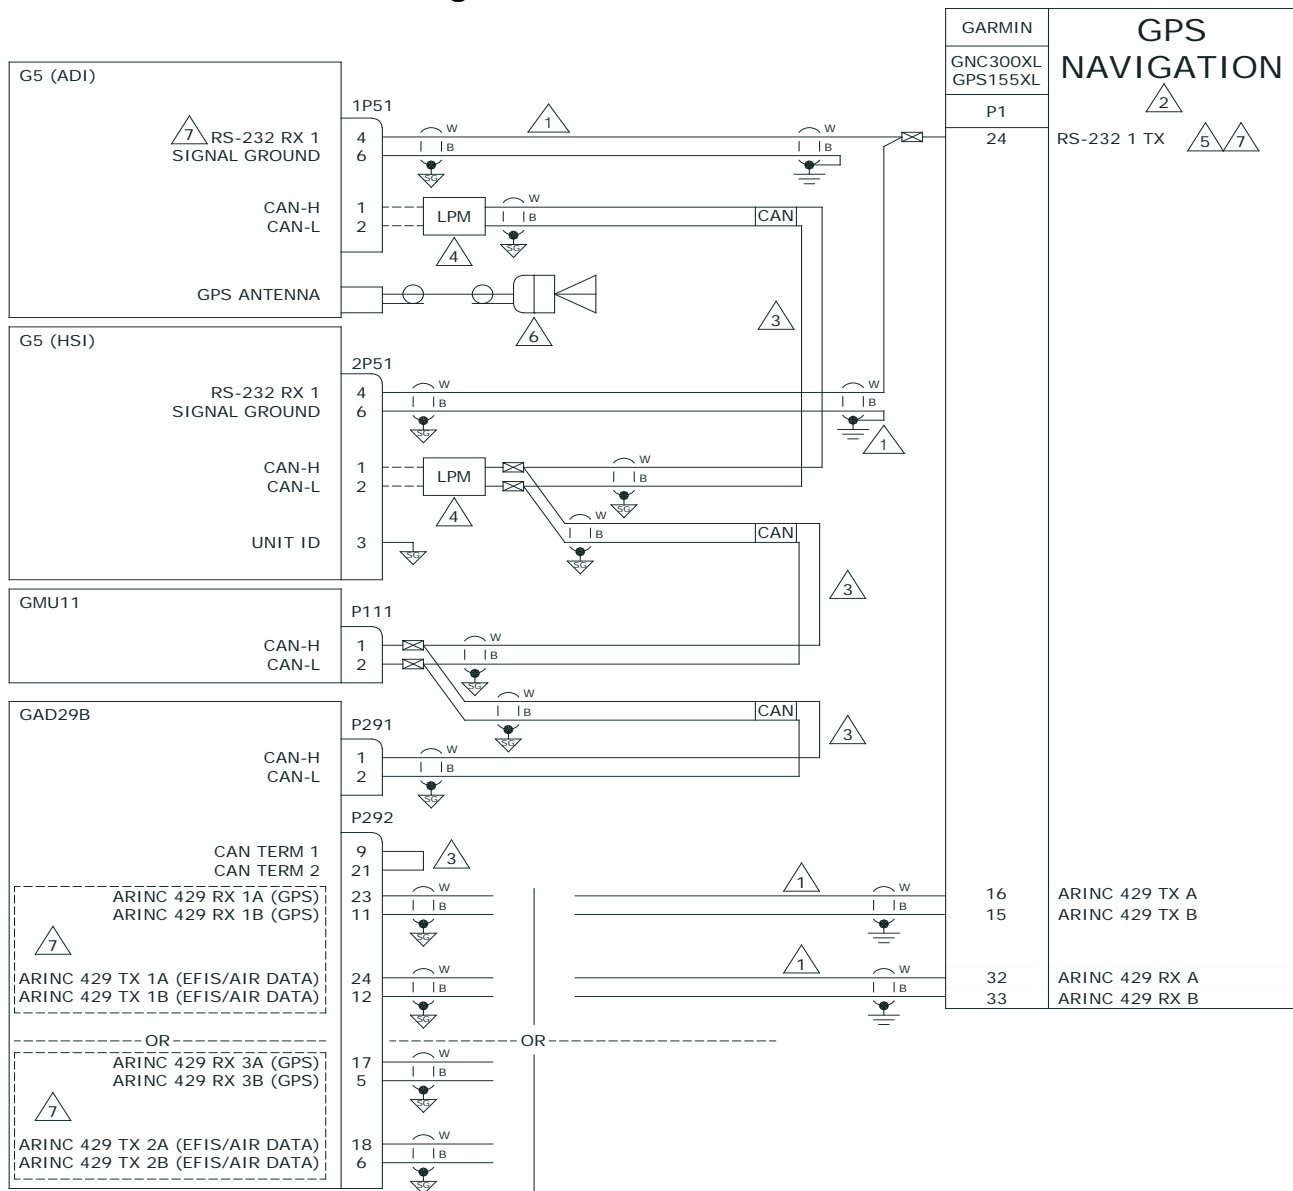 g
GARMIN
GPS
NAVIGATION
GNC300XL
GPS155XL
2
P1
24
RS-232 1 TX
5
7
G5 (ADI)
1P51
7
RS-232 RX 1
4
W
B
1
W
B
SIGNAL GROUND
6
SG
CAN-H
1
LPM
W
B
CAN
CAN-L
2
4
SG
GPS ANTENNA
6
3
G5 (HSI)
2P51
RS-232 RX 1
4
W
B
W
B
SIGNAL GROUND
6
SG
1
CAN-H
1
LPM
W
B
CAN-L
2
4
SG
W
B
CAN
SG
UNIT ID
3
SG
3
GMU11
P111
CAN-H
1
W
B
CAN-L
2
SG
W
B
CAN
SG
3
GAD29B
P291
CAN-H
1
W
B
CAN-L
2
SG
P292
CAN TERM 1
9
3
CAN TERM 2
21
ARINC 429 RX 1A (GPS)
23
W
B
1
W
B
16
ARINC 429 TX A
ARINC 429 RX 1B (GPS)
11
SG
15
ARINC 429 TX B
7
ARINC 429 TX 1A (EFIS/AIR DATA)
24
W
B
1
W
B
32
ARINC 429 RX A
ARINC 429 TX 1B (EFIS/AIR DATA)
12
SG
33
ARINC 429 RX B
OR
OR
ARINC 429 RX 3A (GPS)
17
W
B
ARINC 429 RX 3B (GPS)
5
SG
7
ARINC 429 TX 2A (EFIS/AIR DATA)
18
W
B
ARINC 429 TX 2B (EFIS/AIR DATA)
6
SG